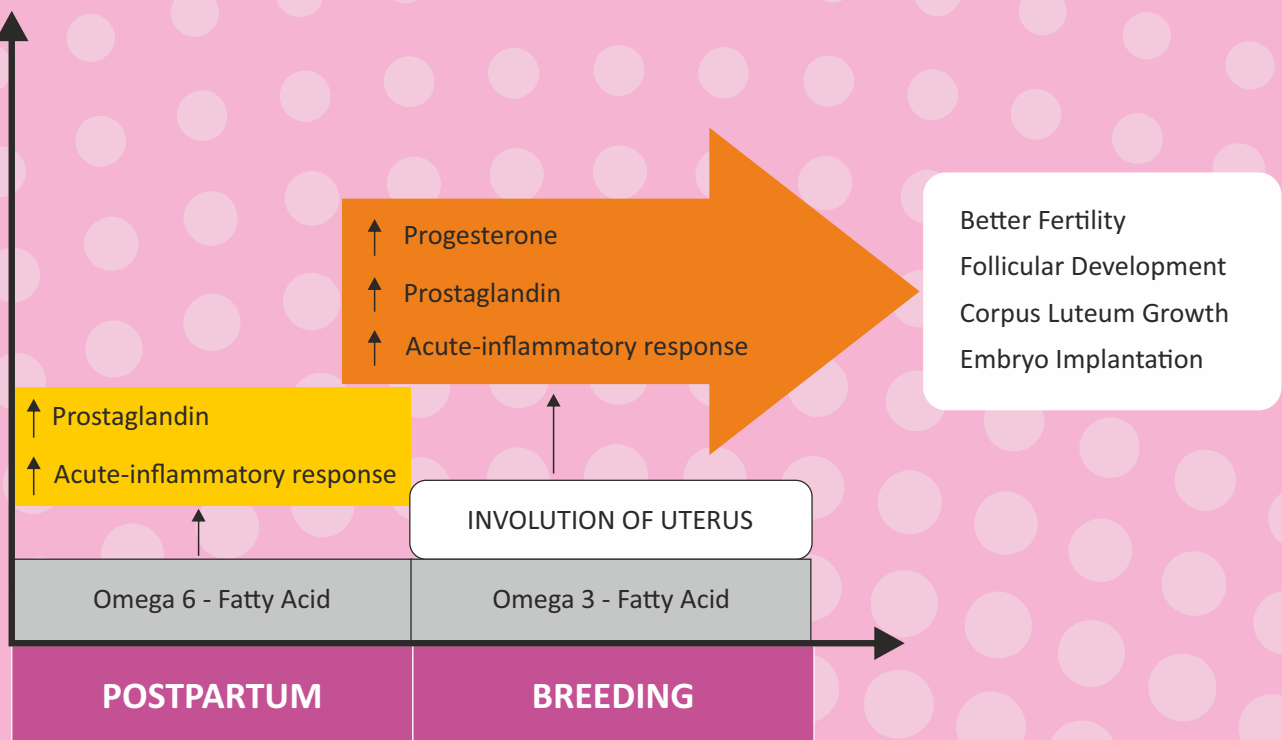 Progesterone
Prostaglandin
Acute-inflammatory response
Better Fertility
Follicular Development
Corpus Luteum Growth
Embryo Implantation
Prostaglandin
Acute-inflammatory response
INVOLUTION OF UTERUS
Omega 6 - Fatty Acid
Omega 3 - Fatty Acid
POSTPARTUM
BREEDING